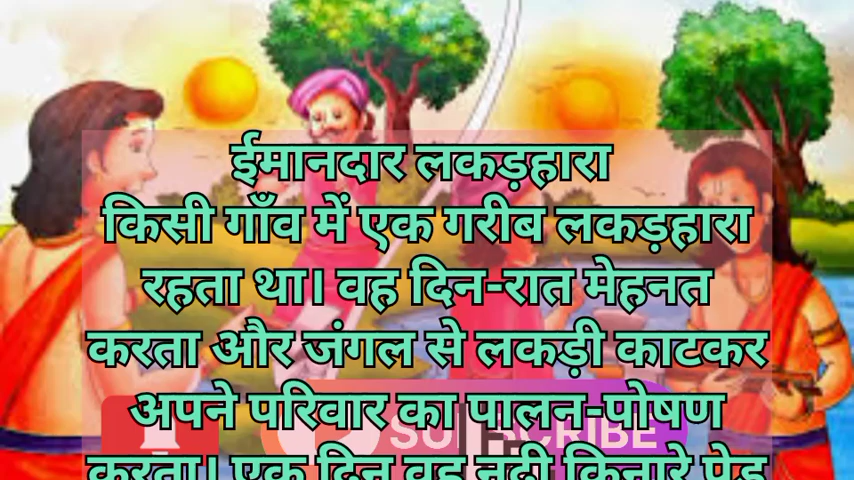 ईमानदार लकड़हारा
किसी गाँव में एक गरीब लकड़हारा
रहता था। वह दिन-रात मेहनत
करता और जंगल से लकड़ी काटकर
अपने परिवार का पालन-पोषण
SUBSCRIBE
करता। एक दिन वह नदी किनारे पेड़